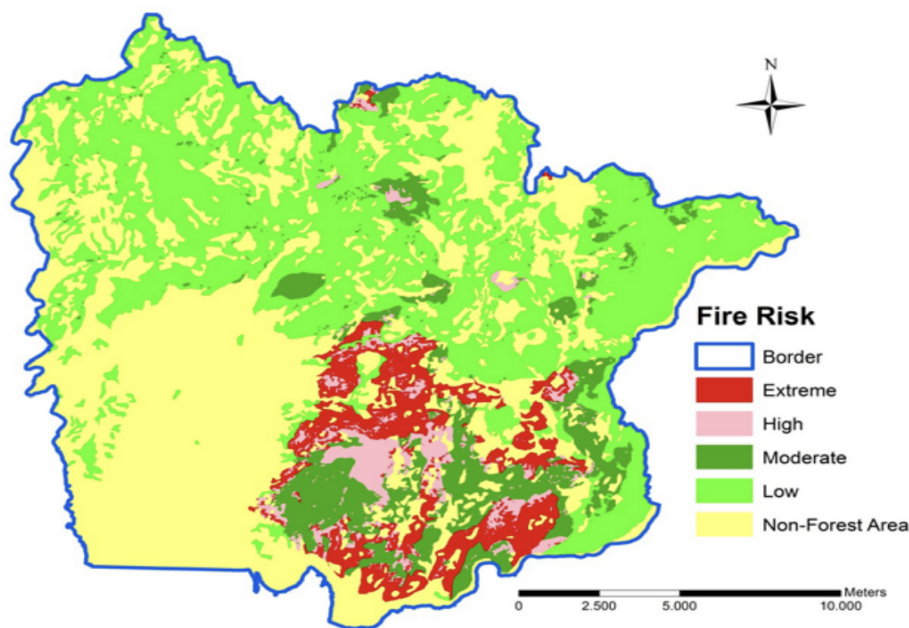 N
Fire Risk
Border
Extreme
High
Moderate
Low
Non-Forest Area
Meters
0 2.500 5.000 10.000